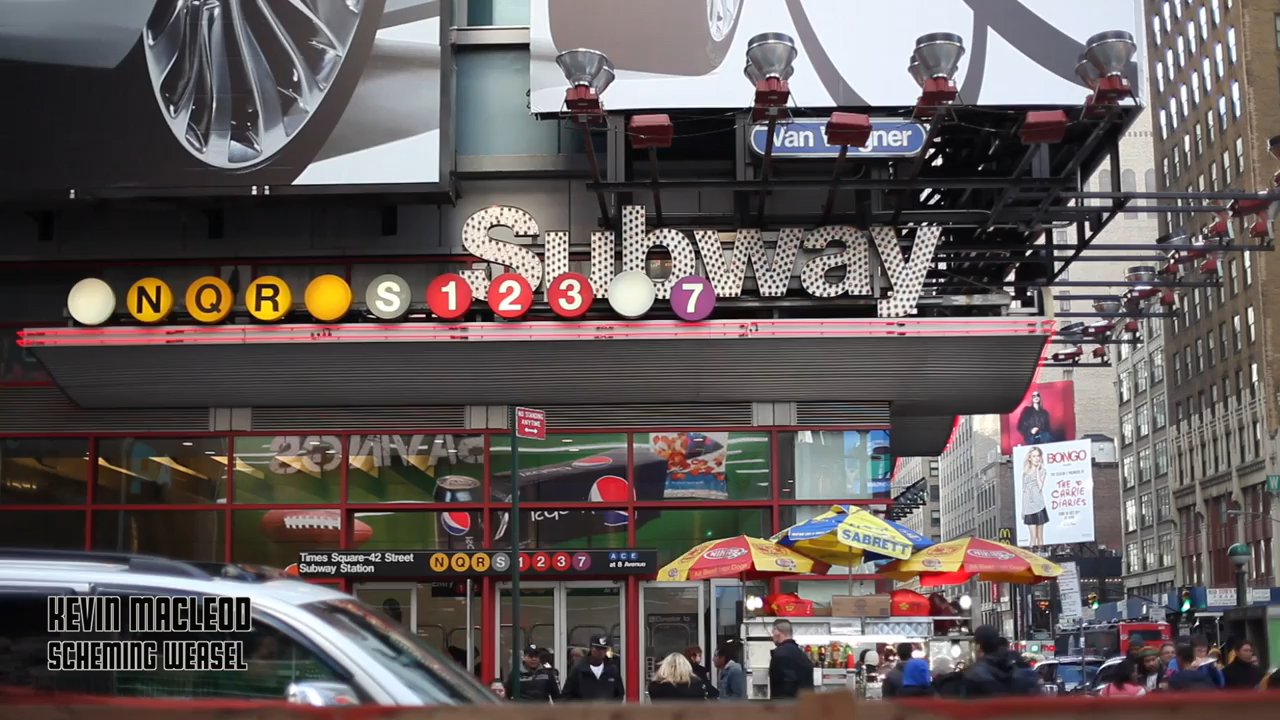 Van Wagner
Subway
N Q R S 1 2 3 7
NO STANDING
ANYTIME
BONGO
THE
CARRIE
DIARIES
SABRETT
Times Square-42 Street
Subway Station
N Q R S 1 2 3 7
A C E
at 8 Avenue
pepsi
KEVIN MACLEOD
SCHEMING WEASEL